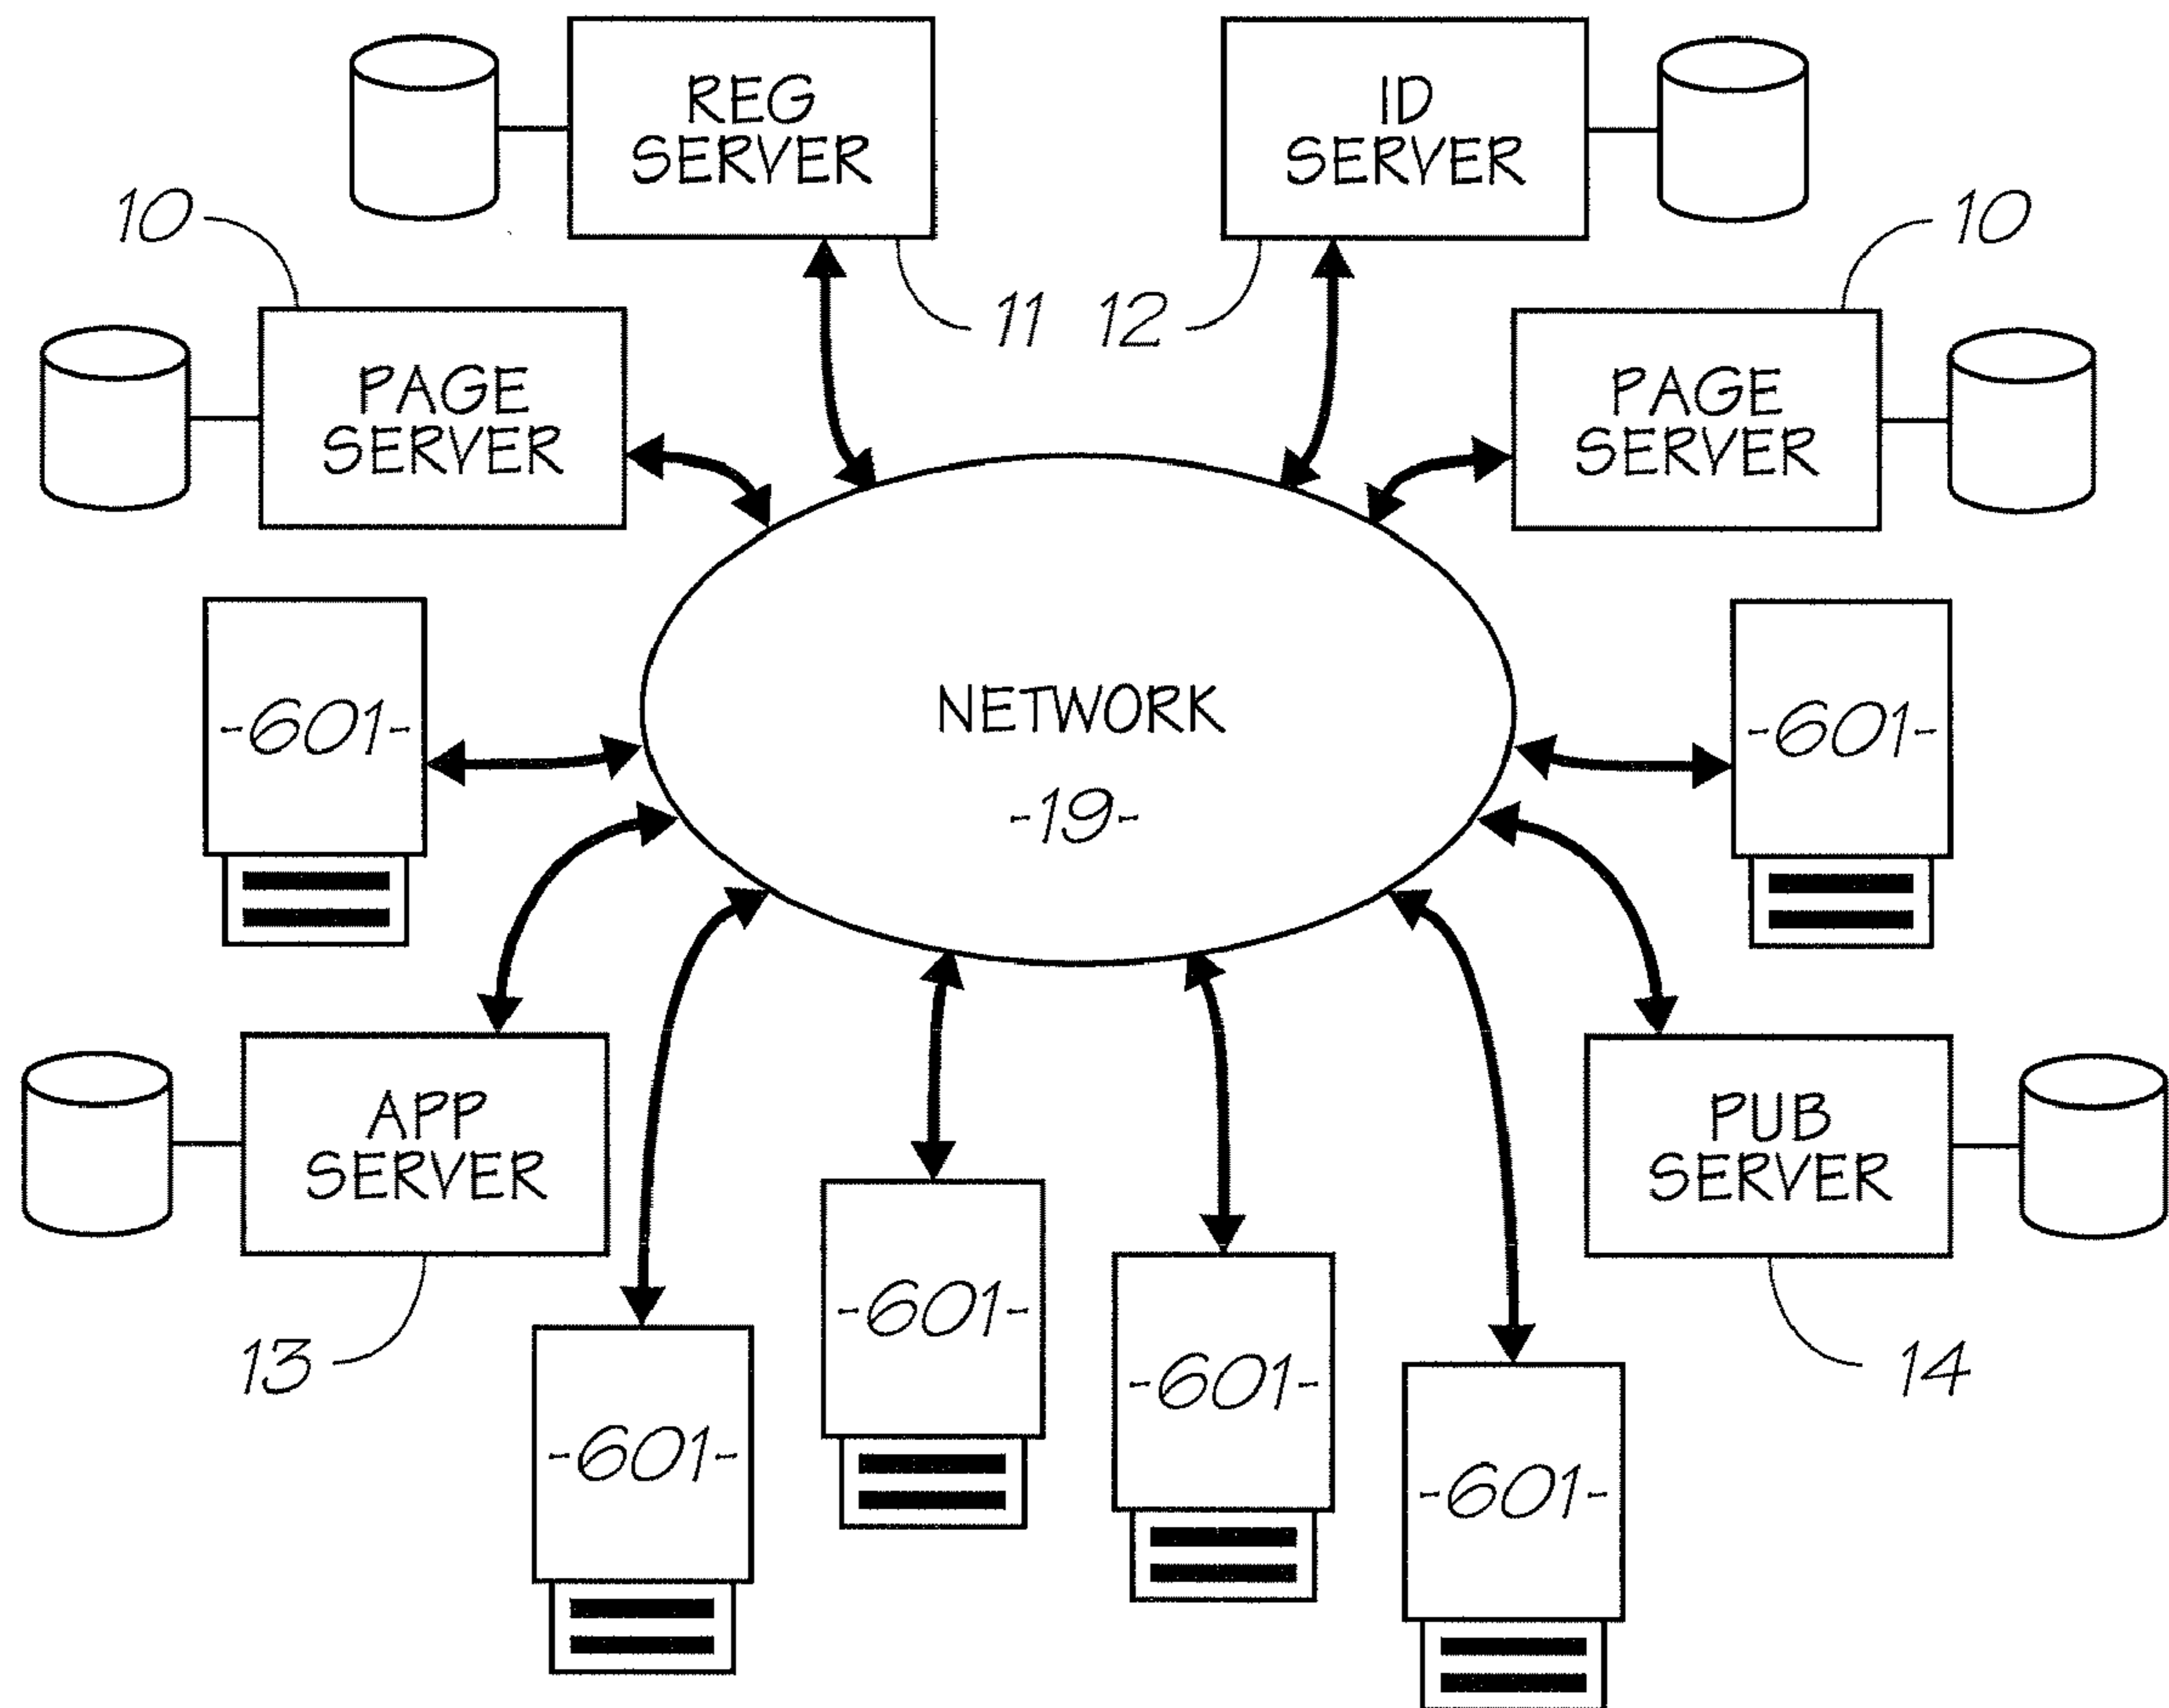 REG
SERVER
ID
SERVER
10
10
11
12
PAGE
SERVER
PAGE
SERVER
-601-
NETWORK
-19-
-601-
APP
SERVER
PUB
SERVER
13
-601-
-601-
-601-
-601-
14